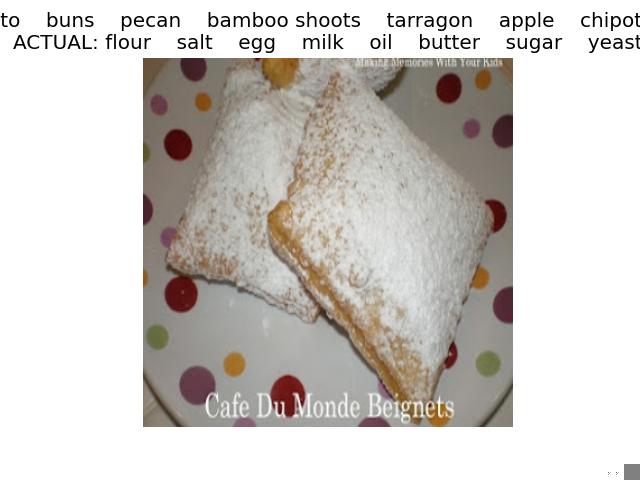 to buns pecan bamboo shoots tarragon apple chipot
ACTUAL: flour salt egg milk oil butter sugar yeast
Making Memories With Your Kids
Cafe Du Monde Beignets